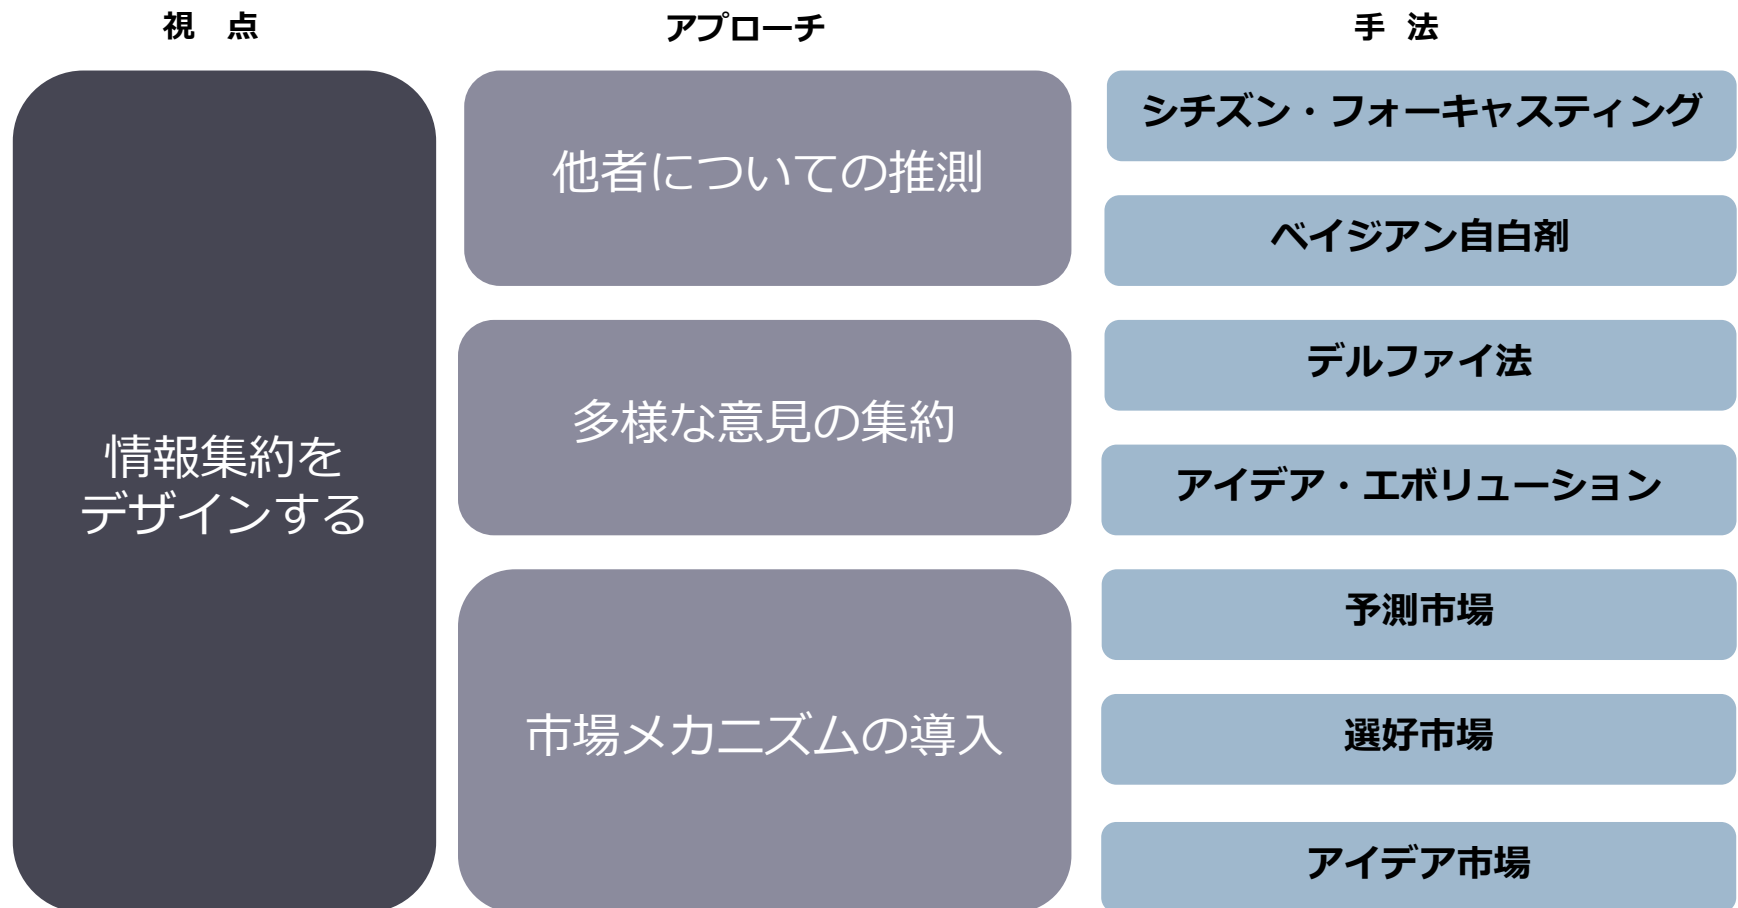 視　点
アプローチ
手 法
情報集約を
デザインする
他者についての推測
多様な意見の集約
市場メカニズムの導入
シチズン・フォーキャスティング
ベイジアン自白剤
デルファイ法
アイデア・エボリューション
予測市場
選好市場
アイデア市場